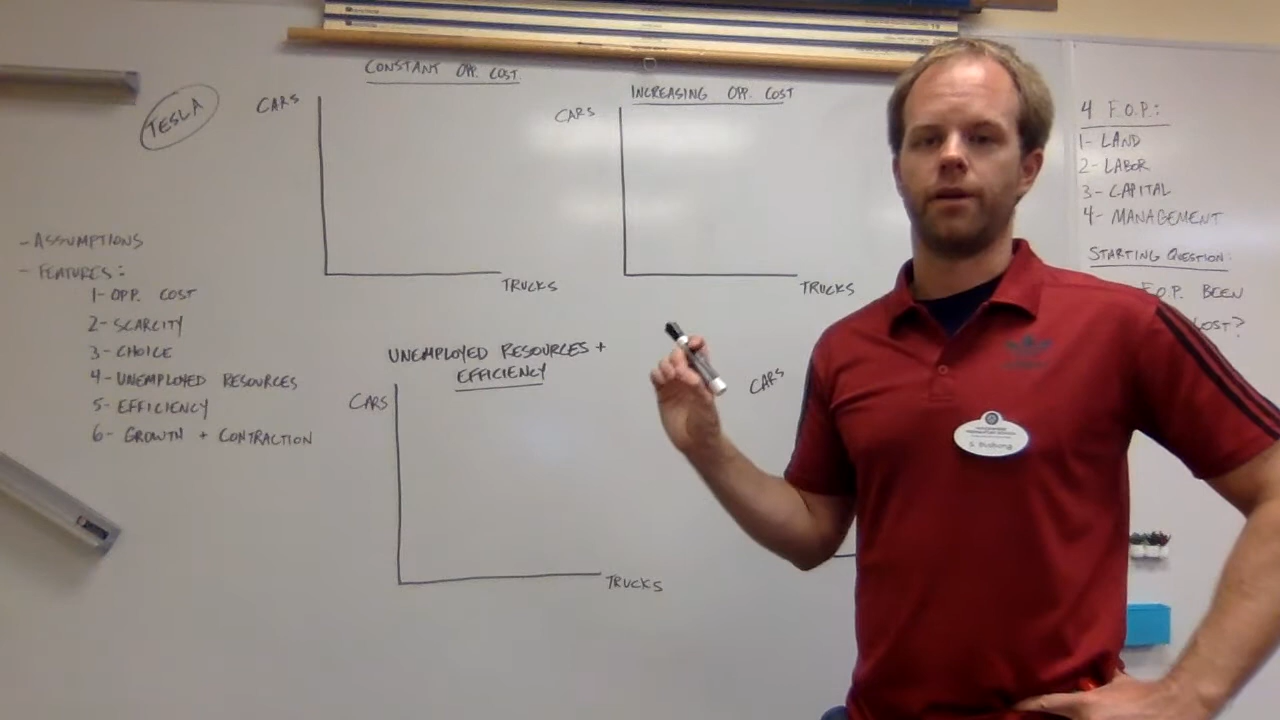 CONSTANT OPP. COST.
TESLA
CARS
TRUCKS
INCREASING OPP. COST
CARS
TRUCKS
4 F.O.P.:
1- LAND
2- LABOR
3- CAPITAL
4- MANAGEMENT
STARTING QUESTION:
F.O.P. BEEN
LOST?
- ASSUMPTIONS
- FEATURES:
1- OPP. COST
2- SCARCITY
3- CHOICE
4- UNEMPLOYED RESOURCES
5- EFFICIENCY
6- GROWTH + CONTRACTION
UNEMPLOYED RESOURCES +
EFFICIENCY
CARS
TRUCKS
CARS